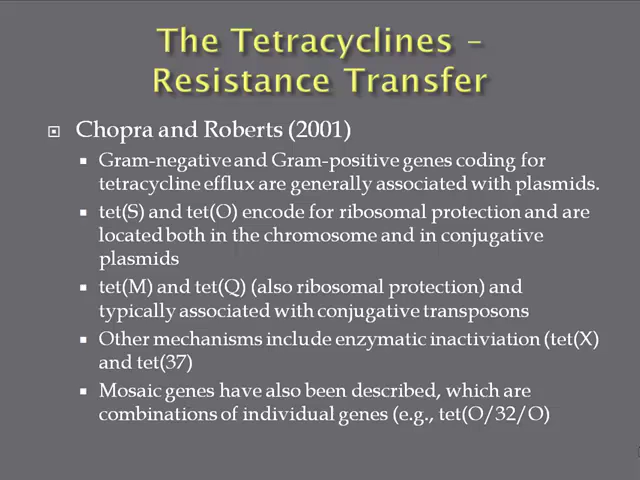 The Tetracyclines –
Resistance Transfer
Chopra and Roberts (2001)
Gram-negative and Gram-positive genes coding for
tetracycline efflux are generally associated with plasmids.
tet(S) and tet(O) encode for ribosomal protection and are
located both in the chromosome and in conjugative
plasmids
tet(M) and tet(Q) (also ribosomal protection) and
typically associated with conjugative transposons
Other mechanisms include enzymatic inactiviation (tet(X)
and tet(37)
Mosaic genes have also been described, which are
combinations of individual genes (e.g., tet(O/32/O)